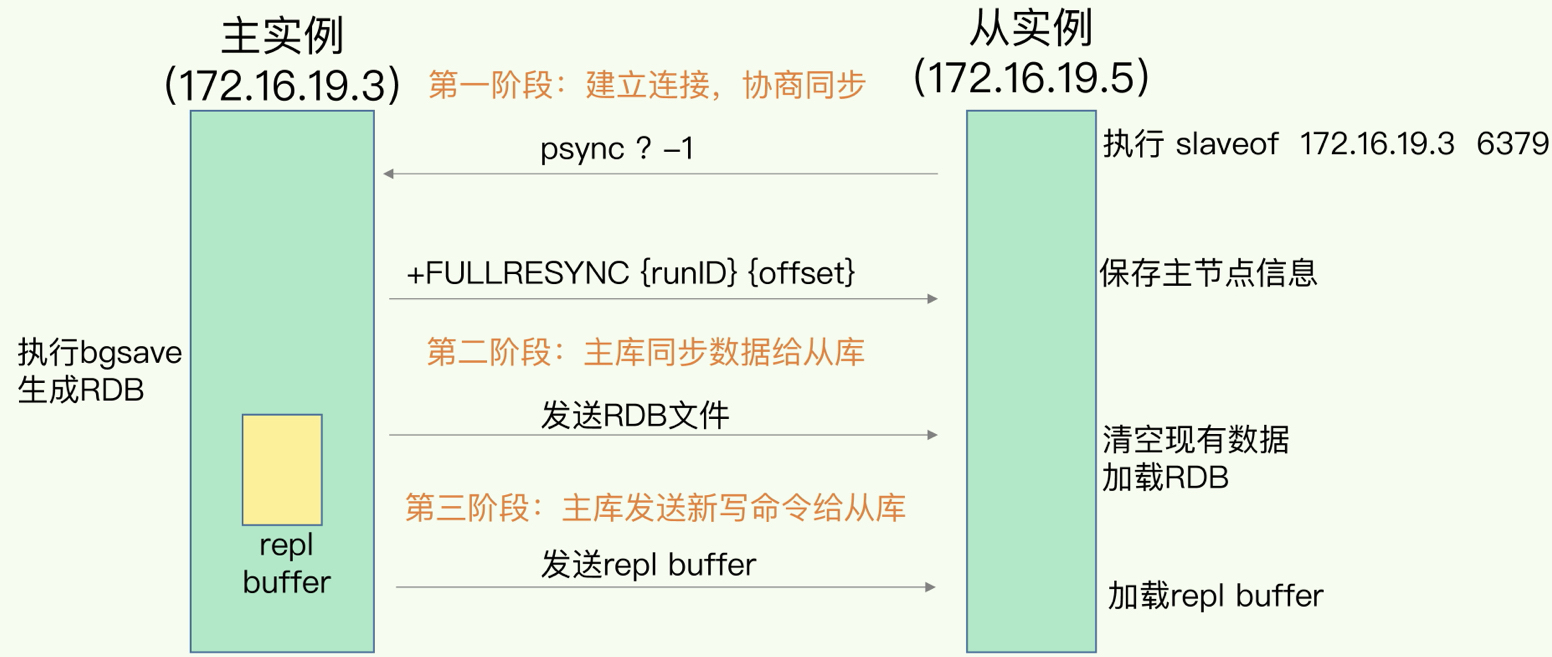 主实例
(172.16.19.3)
从实例
(172.16.19.5)
第一阶段：建立连接，协商同步
执行 slaveof 172.16.19.3 6379
psync ? –1
+FULLRESYNC {runID} {offset}
保存主节点信息
执行bgsave
生成RDB
第二阶段：主库同步数据给从库
发送RDB文件
清空现有数据
加载RDB
第三阶段：主库发送新写命令给从库
repl
buffer
发送repl buffer
加载repl buffer